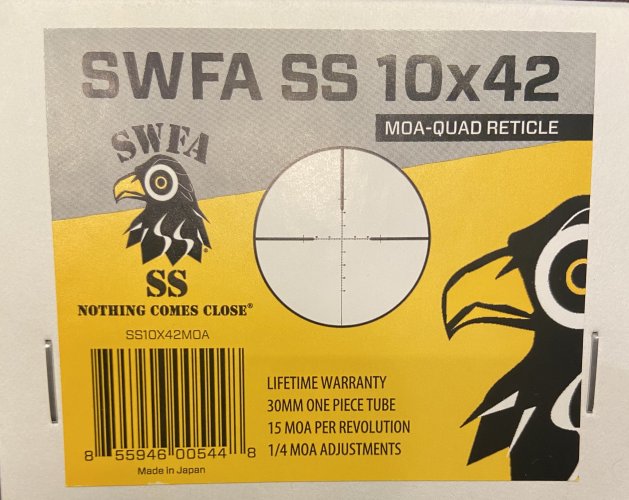 SWFA SS 10x42
MOA-QUAD RETICLE
SWFA
SS
NOTHING COMES CLOSE®
SS10X42MOA
LIFETIME WARRANTY
30MM ONE PIECE TUBE
15 MOA PER REVOLUTION
1/4 MOA ADJUSTMENTS
8 55946 00544 8
Made in Japan